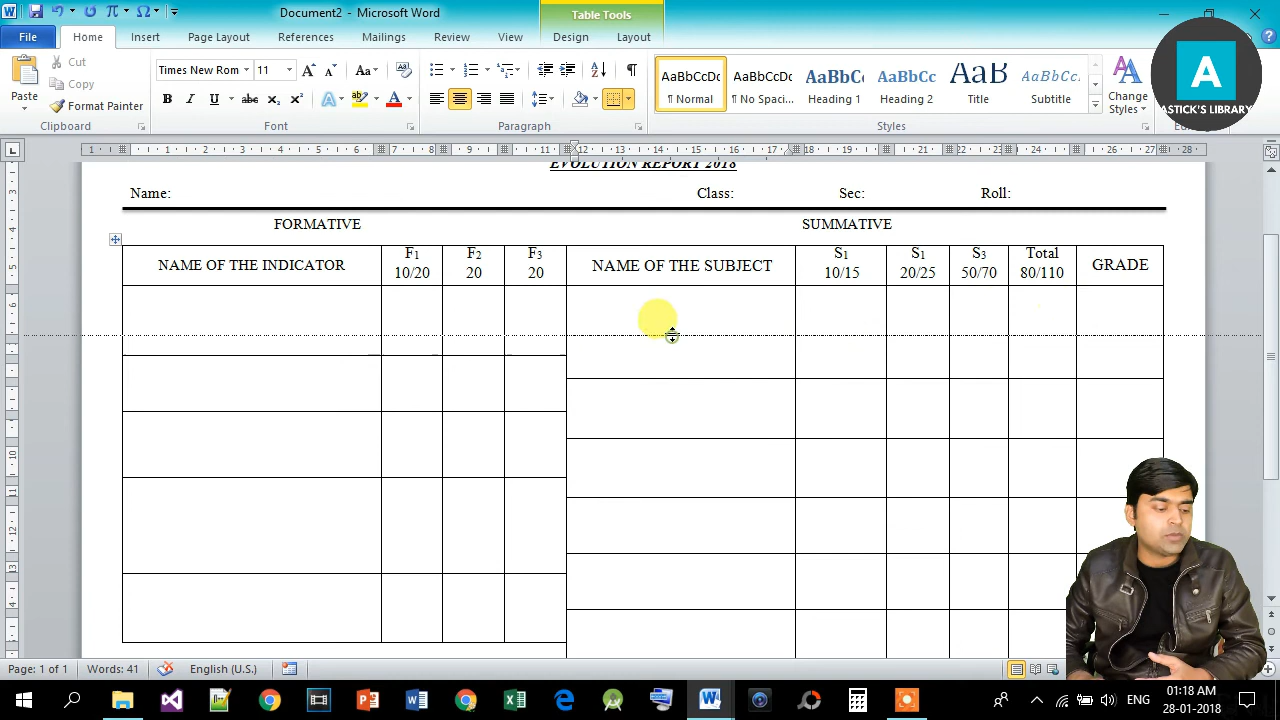 Document2 - Microsoft Word
Table Tools
File Home Insert Page Layout References Mailings Review View Design Layout
Cut
Copy
Format Painter
Paste
Clipboard
Times New Rom 11
Font
Paragraph
AaBbCcDc AaBbCcDc AaBbCc AaBbCc AaB AaBbCcL
¶ Normal ¶ No Spaci... Heading 1 Heading 2 Title Subtitle
Change
Styles
Styles
A
ASTICK'S LIBRARY
EVOLUTION REPORT 2018
Name: Class: Sec: Roll:
FORMATIVE SUMMATIVE
NAME OF THE INDICATOR F1 10/20 F2 20 F3 20 NAME OF THE SUBJECT S1 10/15 S1 20/25 S3 50/70 Total 80/110 GRADE
Page: 1 of 1 Words: 41 English (U.S.)
ENG
01:18 AM
28-01-2018